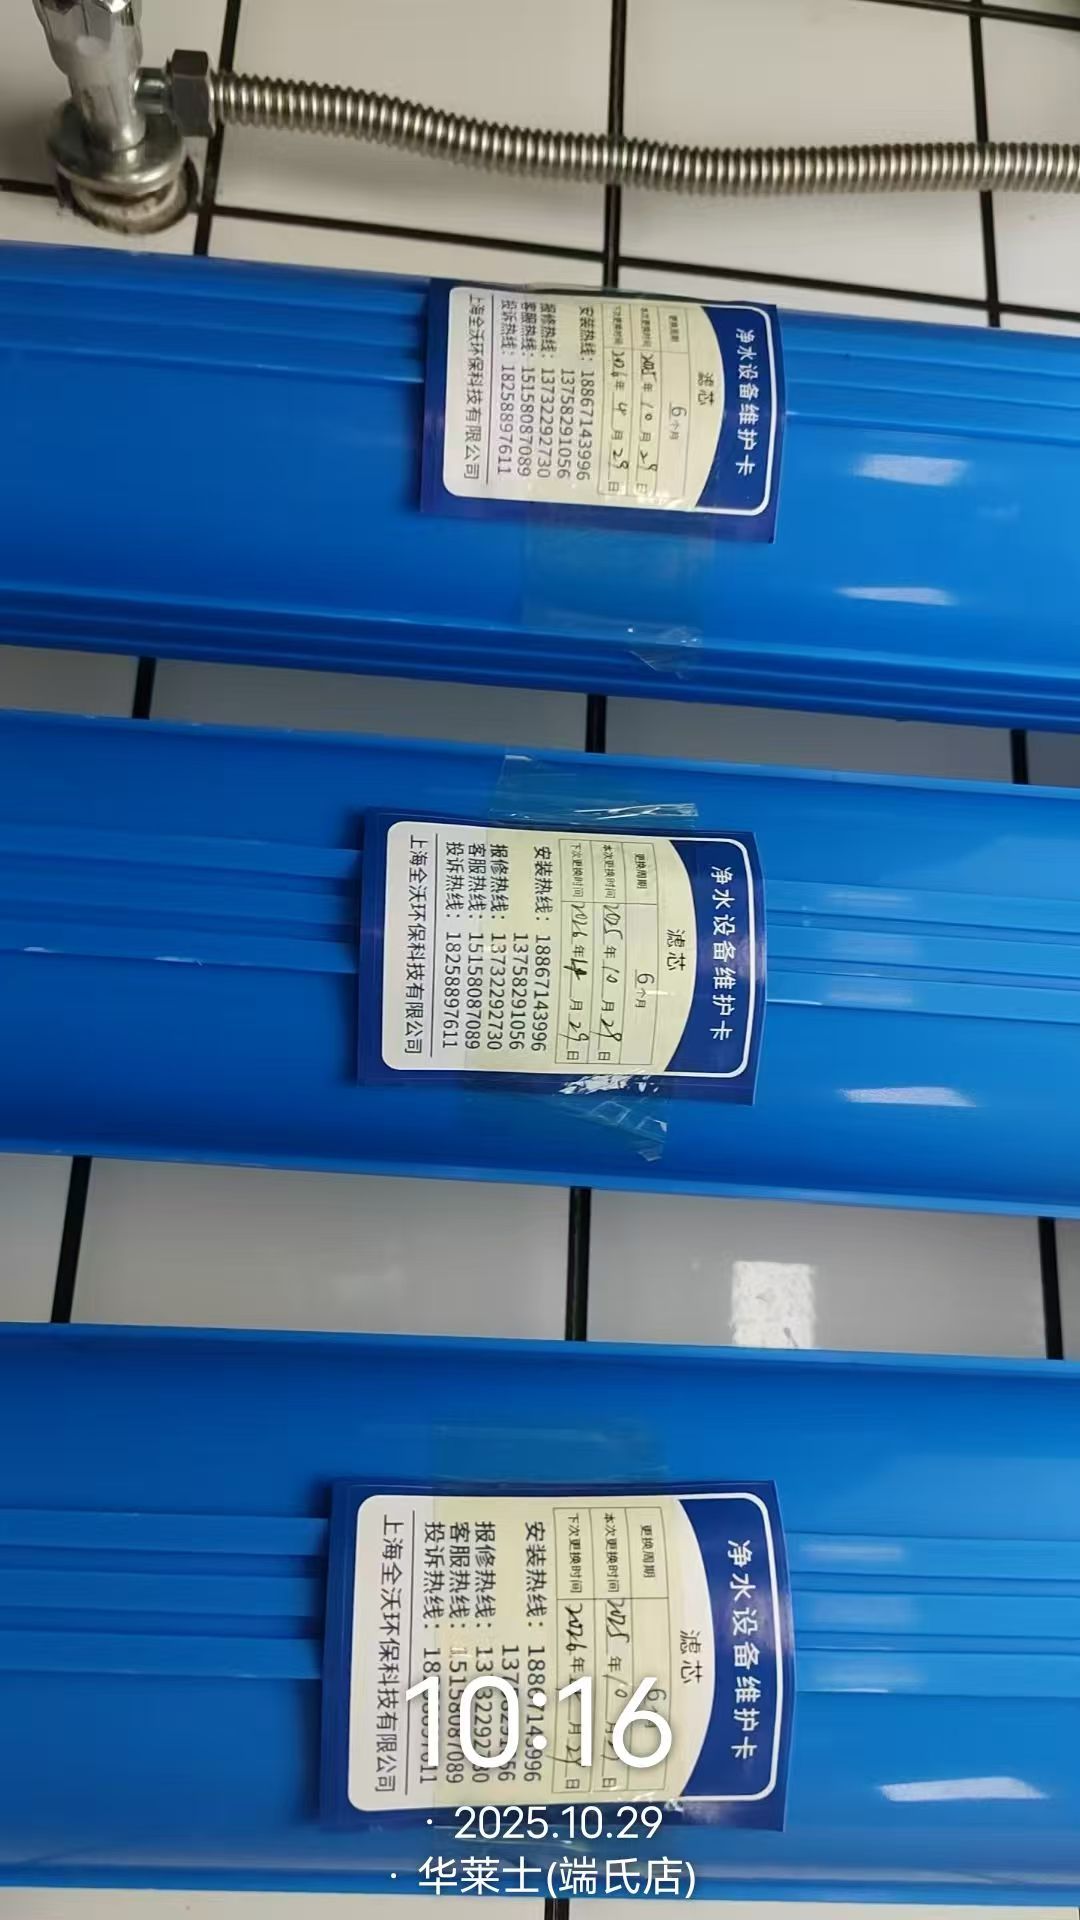 净水设备维护卡
滤芯
更换周期 6个月
本次更换时间 2025年10月29日
下次更换时间 2026年4月29日
安装热线：18867143996
13758291056
报修热线：13732292730
客服热线：15158087089
投诉热线：18258897611
上海全沃环保科技有限公司
净水设备维护卡
滤芯
更换周期 6个月
本次更换时间 2025年10月29日
下次更换时间 2026年4月29日
安装热线：18867143996
13758291056
报修热线：13732292730
客服热线：15158087089
投诉热线：18258897611
上海全沃环保科技有限公司
净水设备维护卡
滤芯
更换周期 6
本次更换时间 2025年10月
下次更换时间 2026年 月29日
安装热线：18867143996
报修热线：
客服热线：15158087089
投诉热线：
上海全沃环保科技有限公司
10:16
· 2025.10.29
· 华莱士(端氏店)